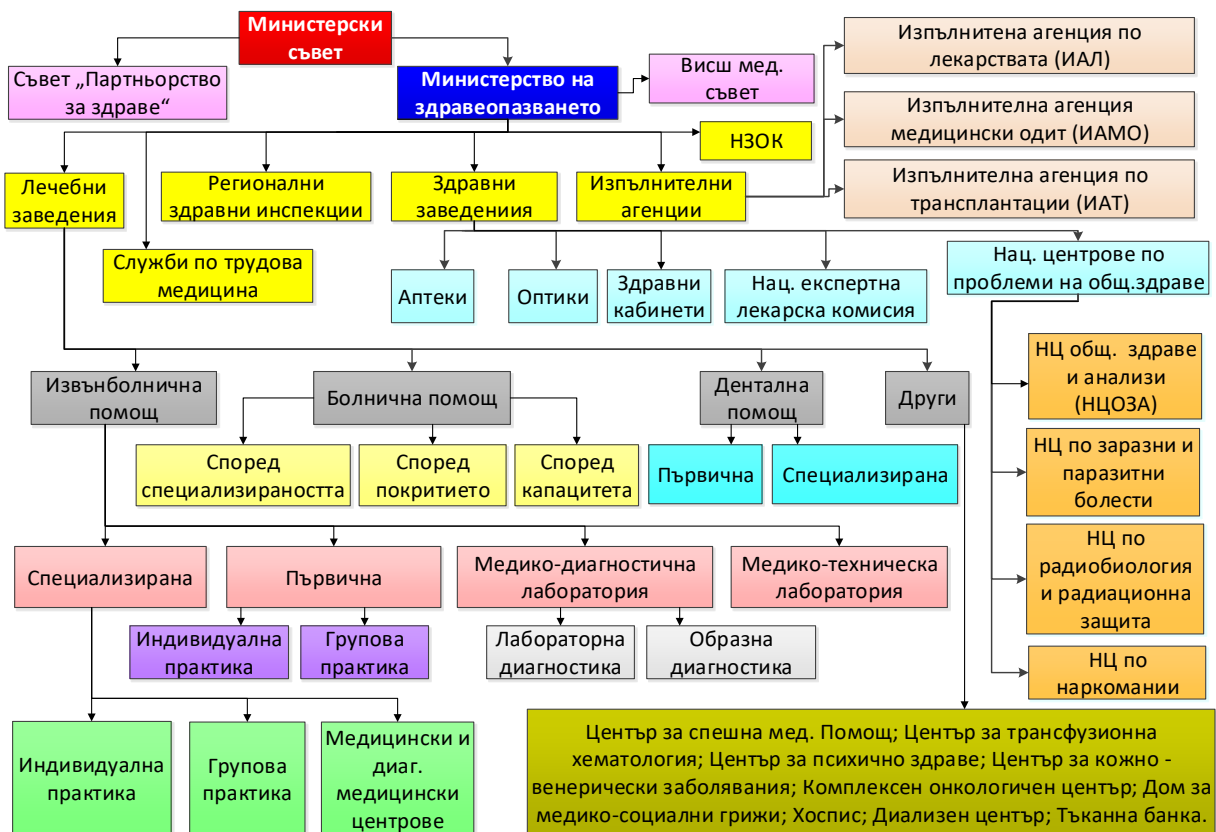 Министерски
съвет
Съвет „Партньорство
за здраве“
Министерство на
здравеопазването
Висш мед.
съвет
Изпълнитена агенция по
лекарствата (ИАЛ)
Изпълнителна агенция
медицински одит (ИАМО)
Изпълнителна агенция по
трансплантации (ИАТ)
НЗОК
Лечебни
заведения
Регионални
здравни инспекции
Здравни
заведениия
Изпълнителни
агенции
Служби по трудова
медицина
Аптеки
Оптики
Здравни
кабинети
Нац. експертна
лекарска комисия
Нац. центрове по
проблеми на общ.здраве
НЦ общ. здраве
и анализи
(НЦОЗА)
НЦ по заразни и
паразитни
болести
НЦ по
радиобиология
и радиационна
защита
НЦ по
наркомании
Извънболнична
помощ
Болнична помощ
Дентална
помощ
Други
Според
специализираността
Според
покритието
Според
капацитета
Първична
Специализирана
Специализирана
Първична
Медико-диагностична
лаборатория
Медико-техническа
лаборатория
Индивидуална
практика
Групова
практика
Лабораторна
диагностика
Образна
диагностика
Индивидуална
практика
Групова
практика
Медицински и
диаг.
медицински
центрове
Център за спешна мед. Помощ; Център за трансфузионна
хематология; Център за психично здраве; Център за кожно -
венерически заболявания; Комплексен онкологичен център; Дом за
медико-социални грижи; Хоспис; Диализен център; Тъканна банка.